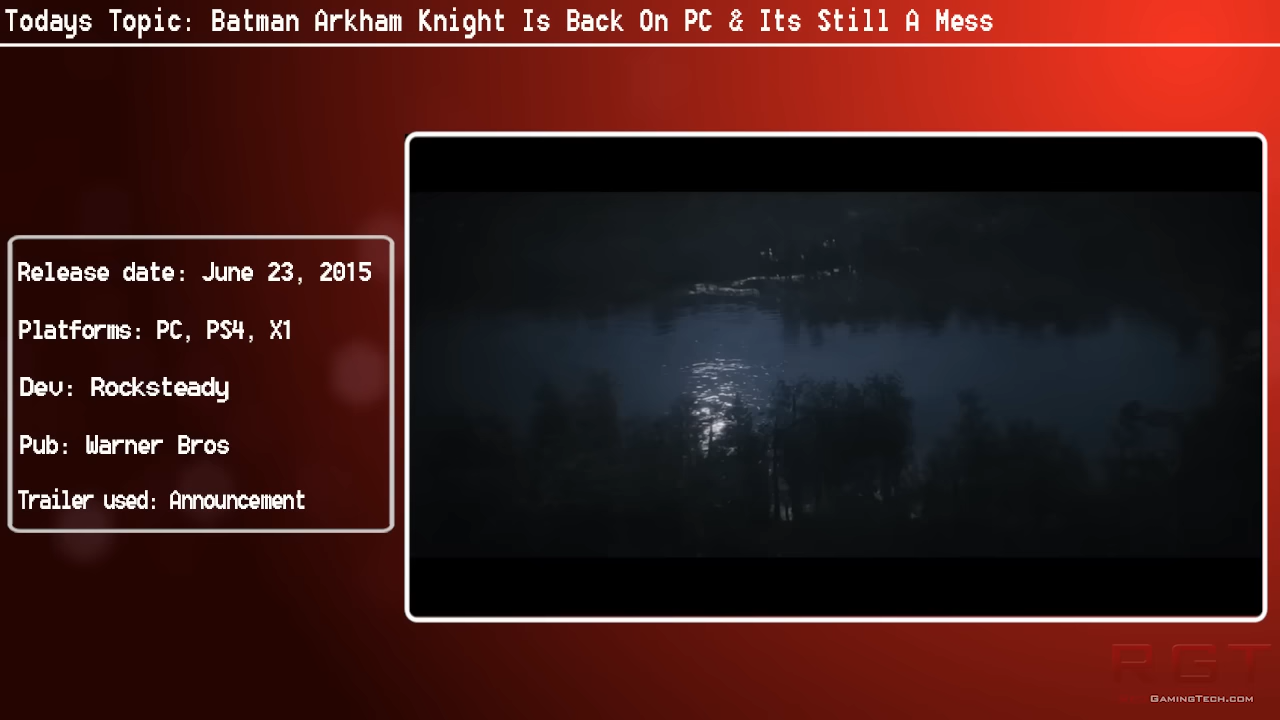 Todays Topic: Batman Arkham Knight Is Back On PC & Its Still A Mess
Release date: June 23, 2015
Platforms: PC, PS4, X1
Dev: Rocksteady
Pub: Warner Bros
Trailer used: Announcement
RGT
GamingTech.com